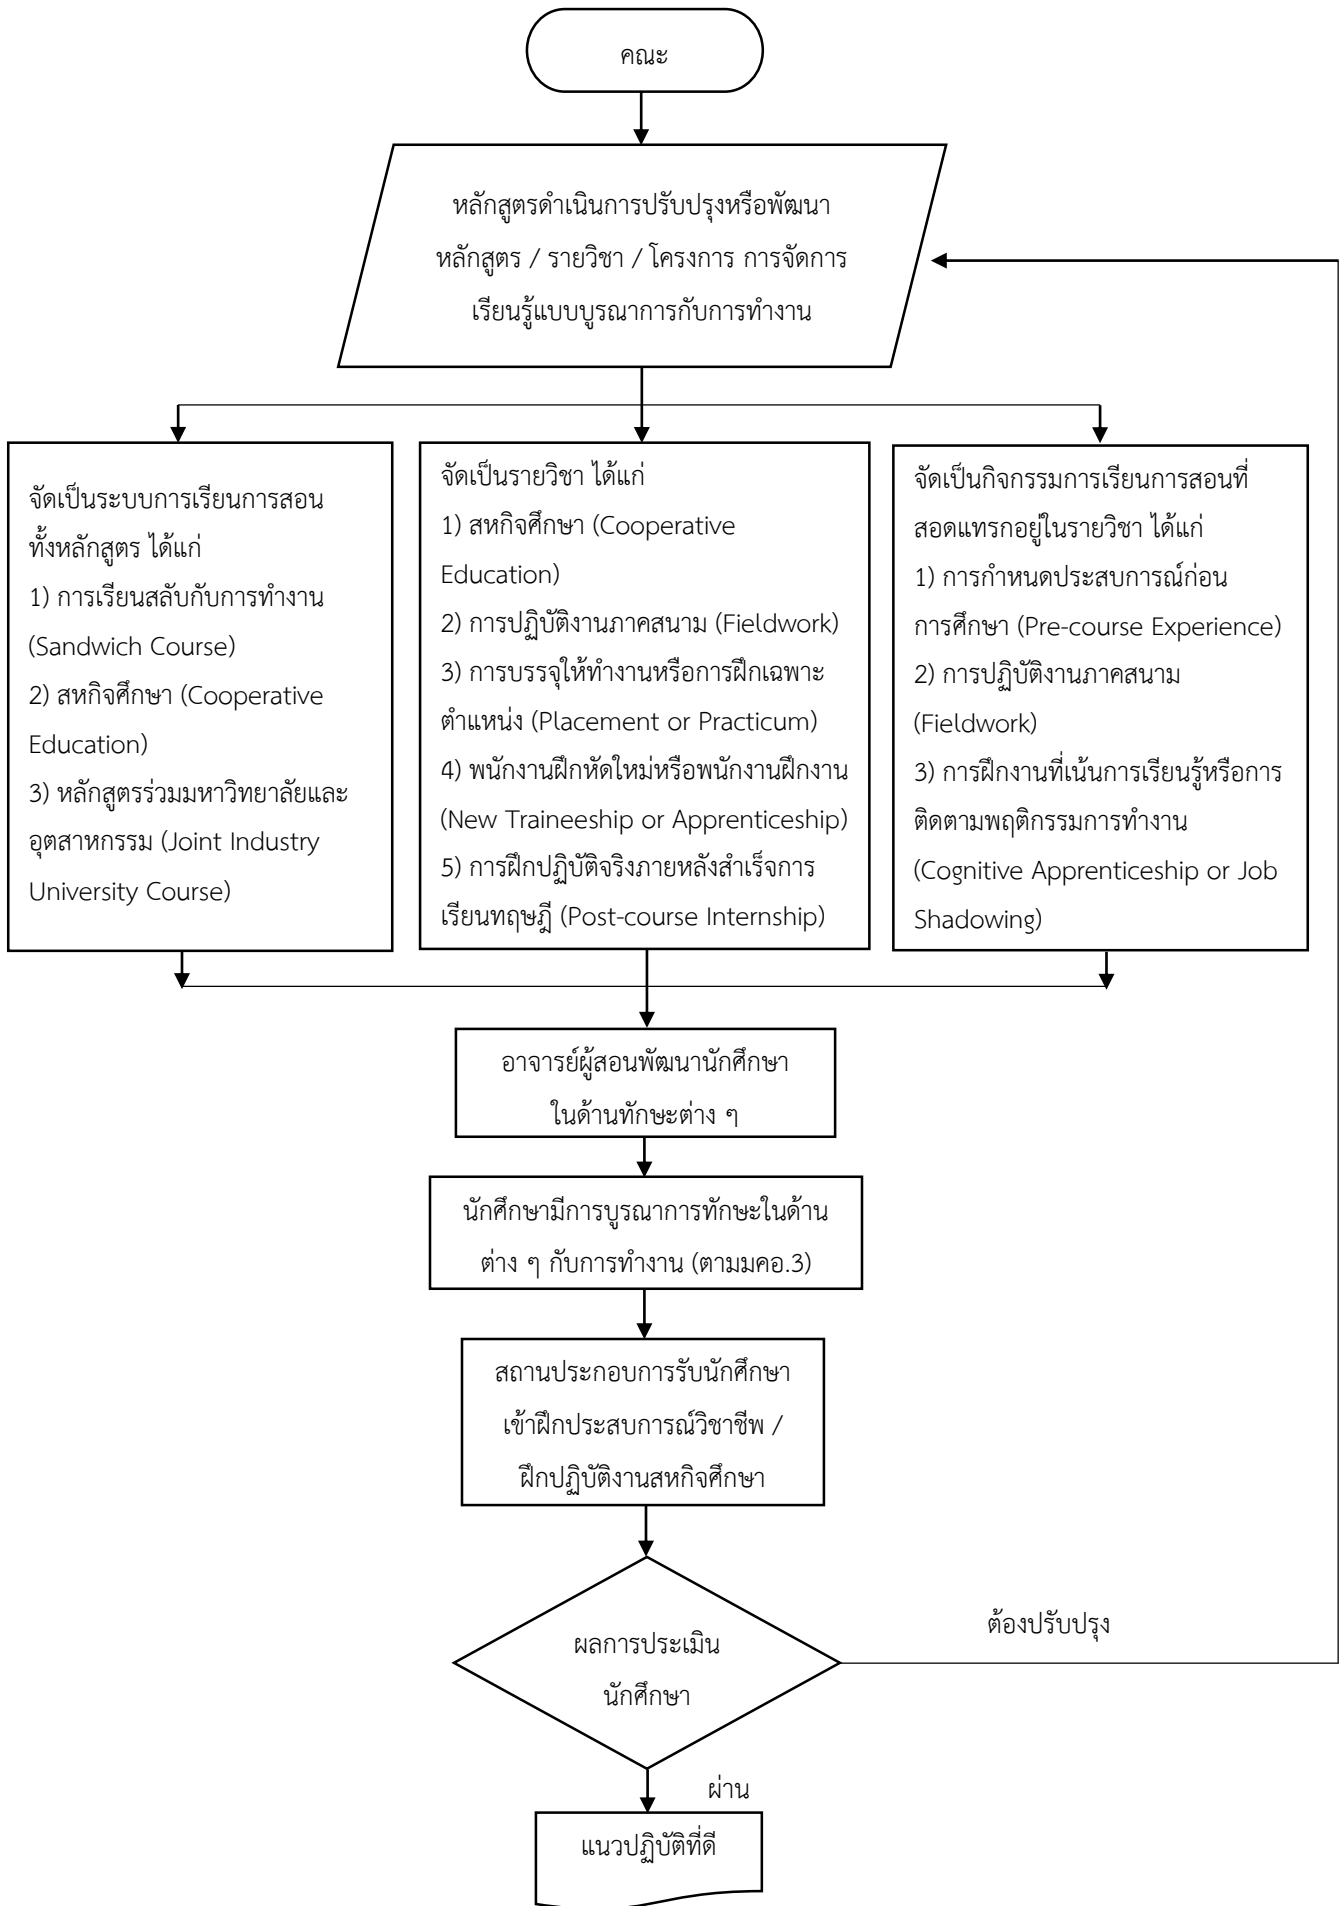 คณะ
หลักสูตรดำเนินการปรับปรุงหรือพัฒนา
หลักสูตร / รายวิชา / โครงการ การจัดการ
เรียนรู้แบบบูรณาการกับการทำงาน
จัดเป็นระบบการเรียนการสอน
ทั้งหลักสูตร ได้แก่
1) การเรียนสลับกับการทำงาน
(Sandwich Course)
2) สหกิจศึกษา (Cooperative
Education)
3) หลักสูตรร่วมมหาวิทยาลัยและ
อุตสาหกรรม (Joint Industry
University Course)
จัดเป็นรายวิชา ได้แก่
1) สหกิจศึกษา (Cooperative
Education)
2) การปฏิบัติงานภาคสนาม (Fieldwork)
3) การบรรจุให้ทำงานหรือการฝึกเฉพาะ
ตำแหน่ง (Placement or Practicum)
4) พนักงานฝึกหัดใหม่หรือพนักงานฝึกงาน
(New Traineeship or Apprenticeship)
5) การฝึกปฏิบัติจริงภายหลังสำเร็จการ
เรียนทฤษฎี (Post-course Internship)
จัดเป็นกิจกรรมการเรียนการสอนที่
สอดแทรกอยู่ในรายวิชา ได้แก่
1) การกำหนดประสบการณ์ก่อน
การศึกษา (Pre-course Experience)
2) การปฏิบัติงานภาคสนาม
(Fieldwork)
3) การฝึกงานที่เน้นการเรียนรู้หรือการ
ติดตามพฤติกรรมการทำงาน
(Cognitive Apprenticeship or Job
Shadowing)
อาจารย์ผู้สอนพัฒนานักศึกษา
ในด้านทักษะต่าง ๆ
นักศึกษามีการบูรณาการทักษะในด้าน
ต่าง ๆ กับการทำงาน (ตามมคอ.3)
สถานประกอบการรับนักศึกษา
เข้าฝึกประสบการณ์วิชาชีพ /
ฝึกปฏิบัติงานสหกิจศึกษา
ผลการประเมิน
นักศึกษา
ต้องปรับปรุง
ผ่าน
แนวปฏิบัติที่ดี